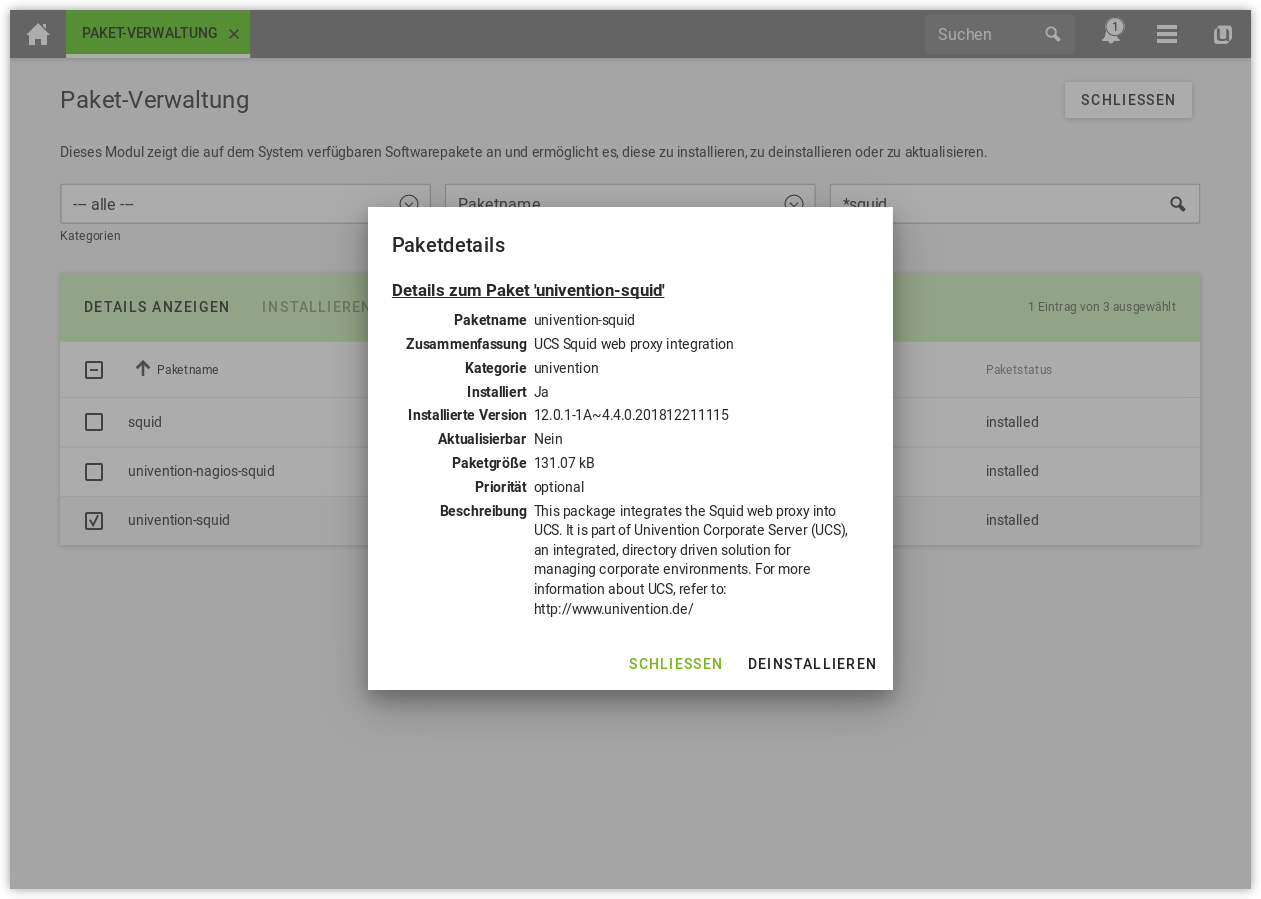 PAKET-VERWALTUNG
Suchen
1
Paket-Verwaltung
SCHLIESSEN
Dieses Modul zeigt die auf dem System verfügbaren Softwarepakete an und ermöglicht es, diese zu installieren, zu deinstallieren oder zu aktualisieren.
--- alle ---
Paketname
*squid
Kategorien
DETAILS ANZEIGEN
INSTALLIEREN
1 Eintrag von 3 ausgewählt
Paketname
Paketstatus
squid
installed
univention-nagios-squid
installed
univention-squid
installed
Paketdetails
Details zum Paket 'univention-squid'
Paketname univention-squid
Zusammenfassung UCS Squid web proxy integration
Kategorie univention
Installiert Ja
Installierte Version 12.0.1-1A~4.4.0.201812211115
Aktualisierbar Nein
Paketgröße 131.07 kB
Priorität optional
Beschreibung This package integrates the Squid web proxy into
UCS. It is part of Univention Corporate Server (UCS),
an integrated, directory driven solution for
managing corporate environments. For more
information about UCS, refer to:
http://www.univention.de/
SCHLIESSEN
DEINSTALLIEREN